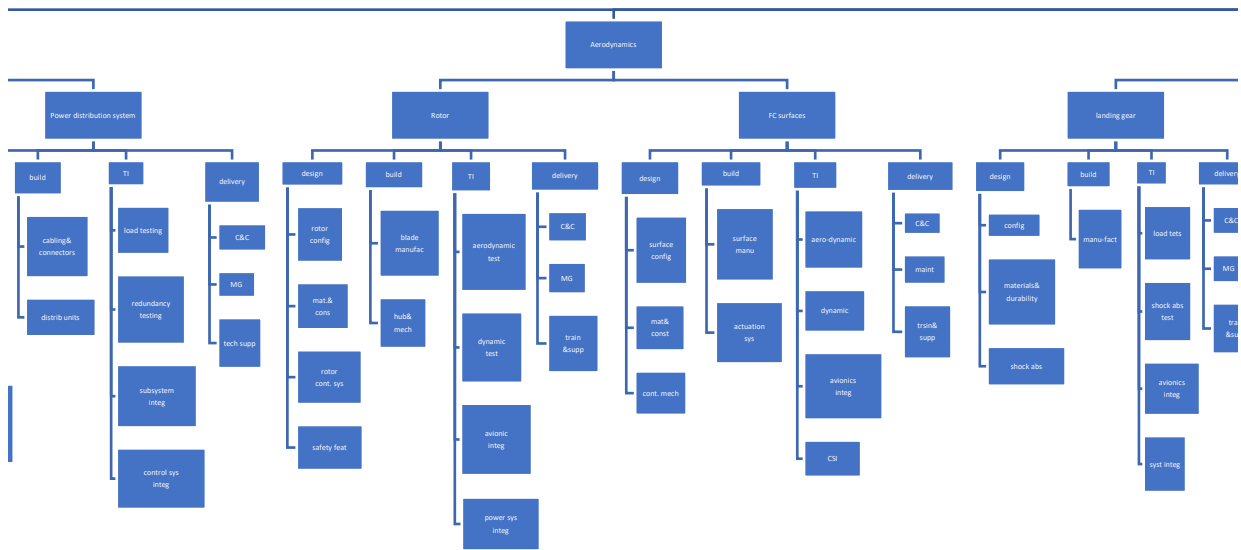 Aerodynamics
Power distribution system
Rotor
FC surfaces
landing gear
build
TI
delivery
cabling&
connectors
distrib units
load testing
redundancy
testing
subsystem
integ
control sys
integ
C&C
MG
tech supp
design
build
TI
delivery
rotor
config
mat.&
cons
rotor
cont. sys
safety feat
blade
manufac
hub&
mech
aerodynamic
test
dynamic
test
avionic
integ
power sys
integ
C&C
MG
train
&supp
design
build
TI
delivery
surface
config
mat&
const
cont. mech
surface
manu
actuation
sys
aero-dynamic
dynamic
avionics
integ
CSI
C&C
maint
trsin&
supp
design
build
TI
delivery
config
materials&
durability
shock abs
manu-fact
load tets
shock abs
test
avionics
integ
syst integ
C&C
MG